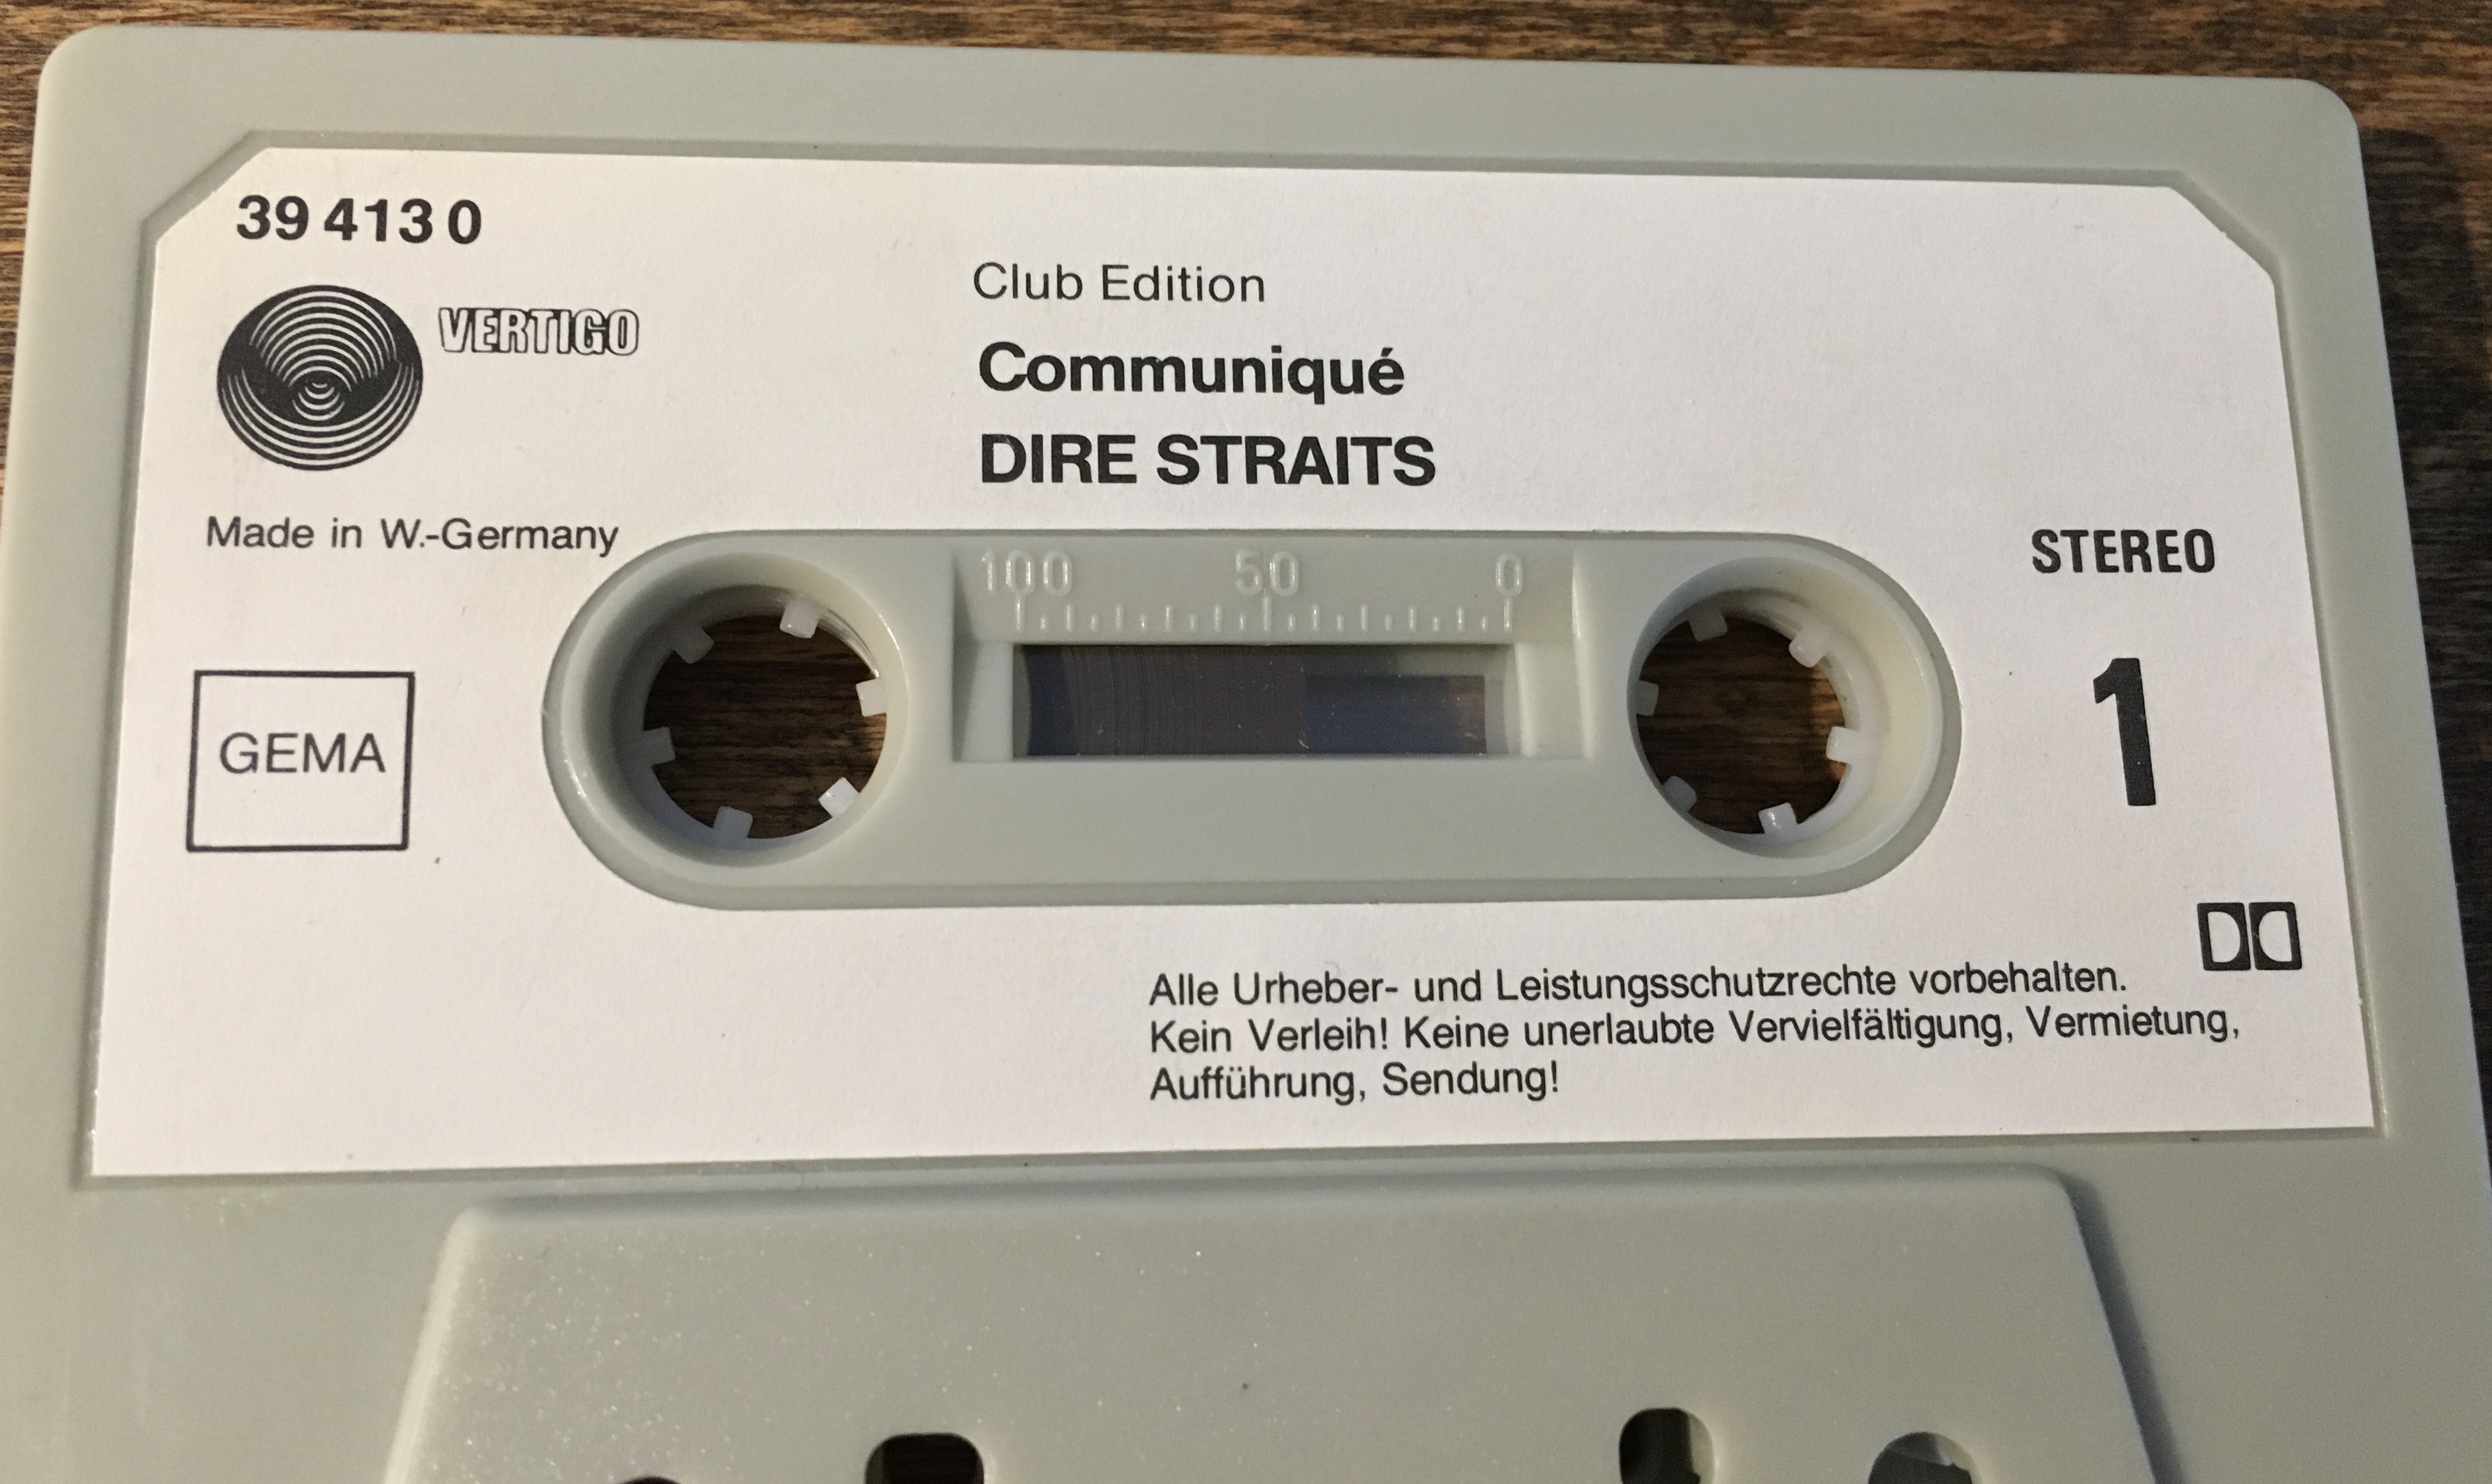 39 413 0
VERTIGO
Club Edition
Communiqué
DIRE STRAITS
Made in W.-Germany
STEREO
100 50 0
GEMA
1
Alle Urheber- und Leistungsschutzrechte vorbehalten.
Kein Verleih! Keine unerlaubte Vervielfältigung, Vermietung,
Aufführung, Sendung!